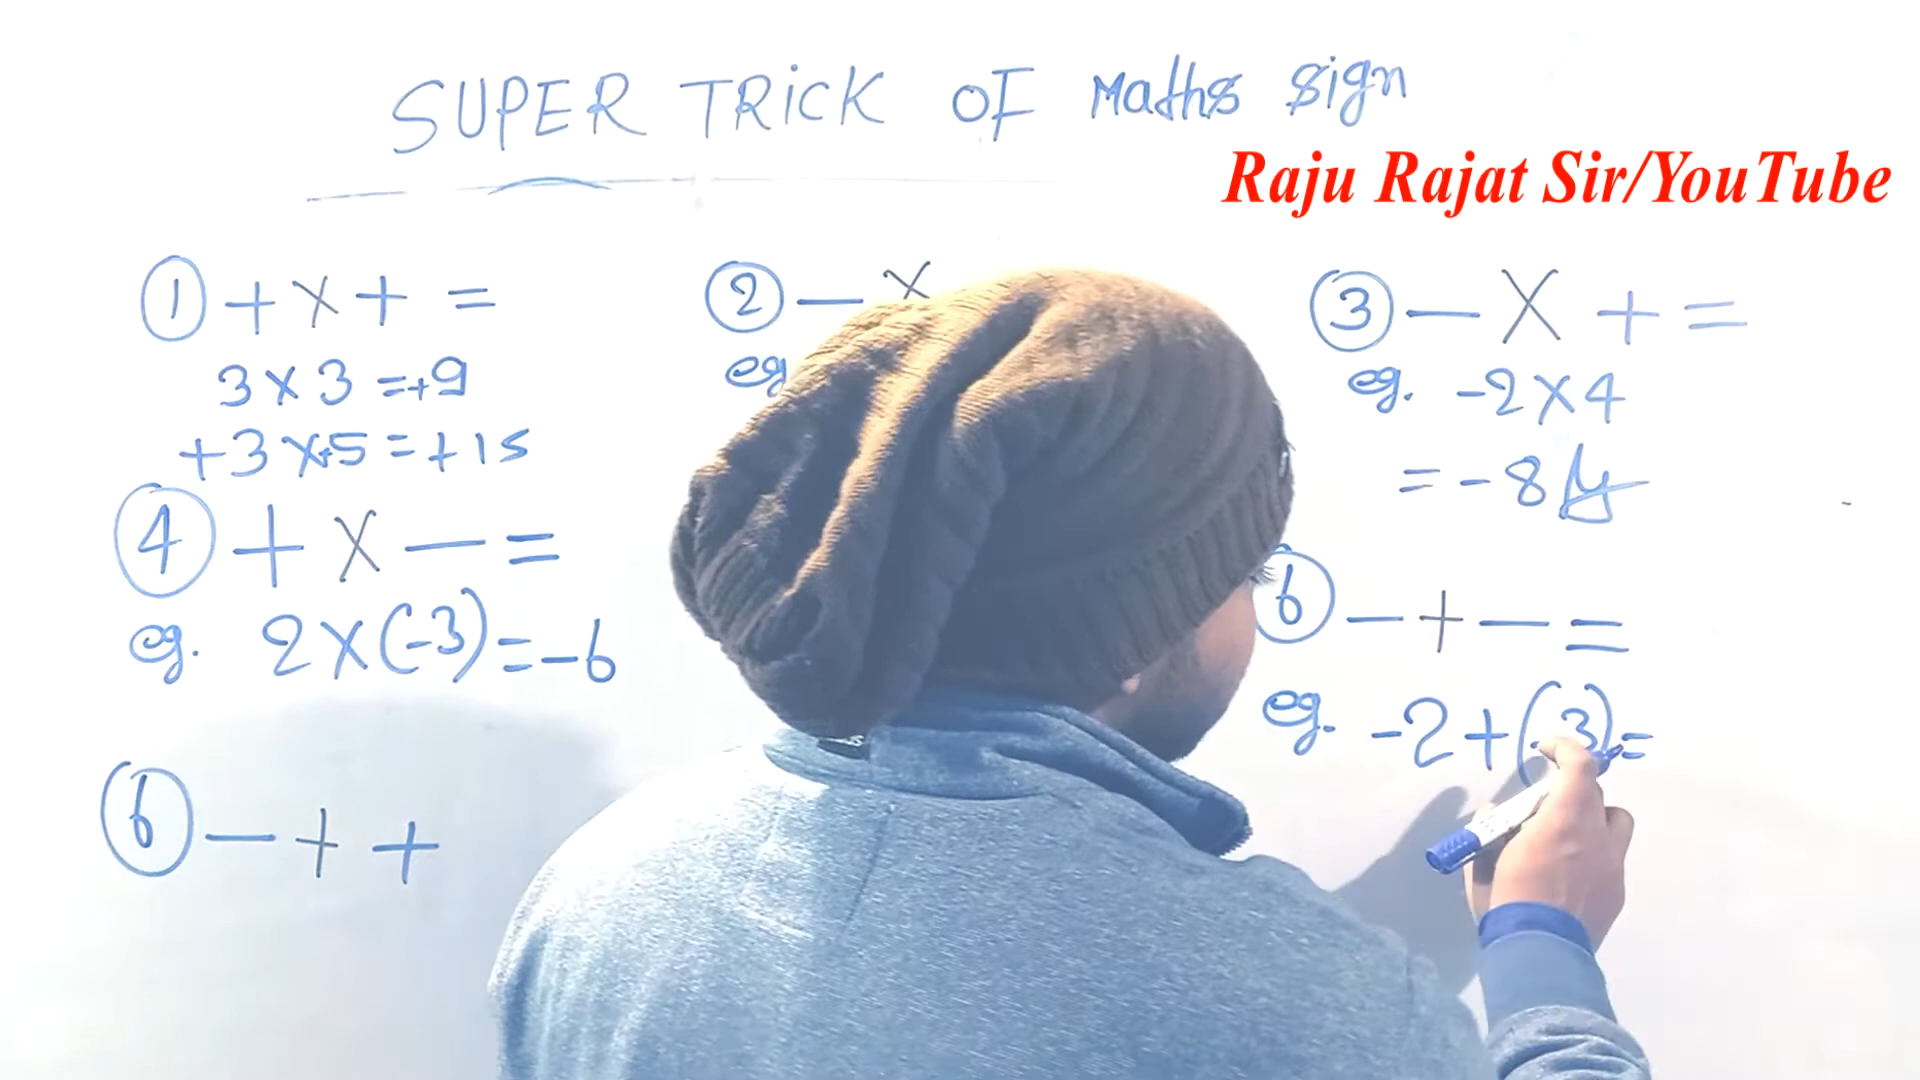 SUPER TRICK OF Maths sign
Raju Rajat Sir/YouTube
① + × + =
3 × 3 = +9
+3 × +5 = +15
② − ×
eg
③ − × + =
eg. -2 × 4
= -8
④ + × − =
eg. 2 × (-3) = -6
⑥ − + − =
eg. -2 + (-3) =
⑥ − + +